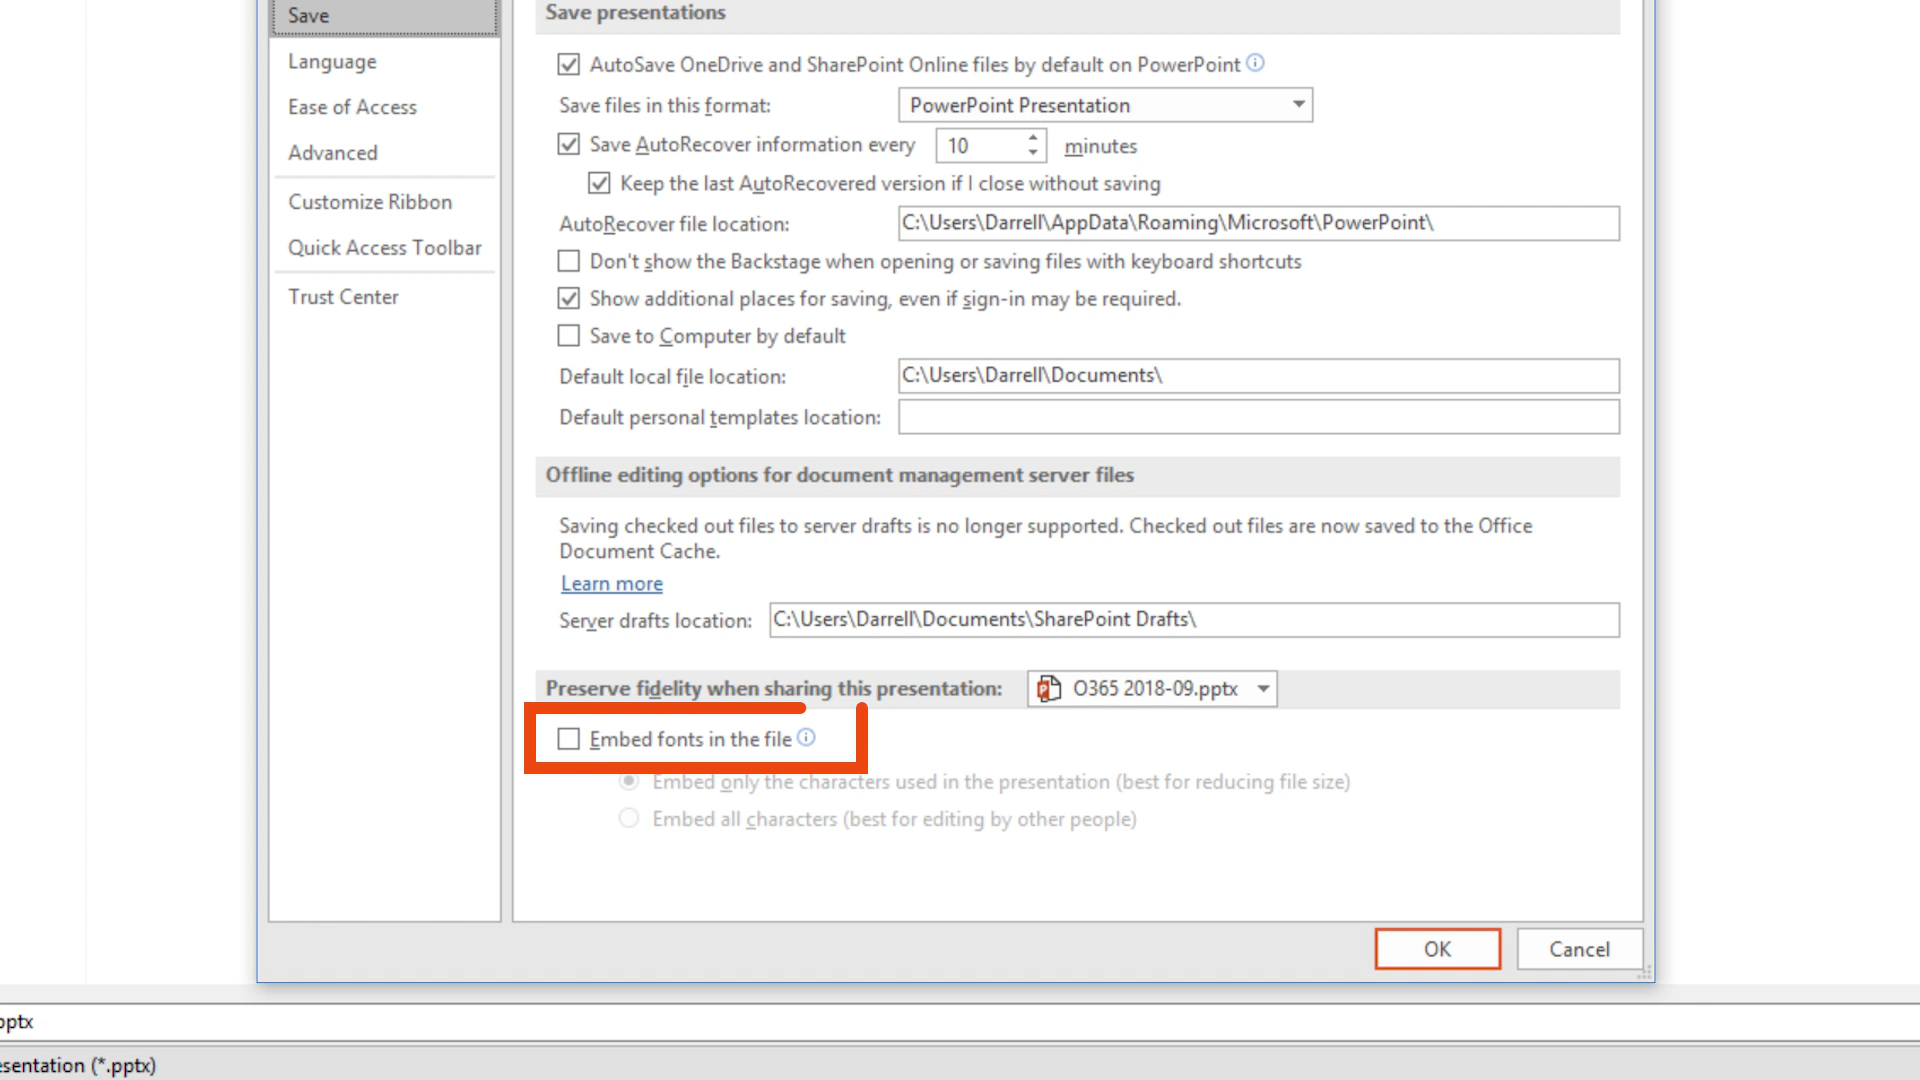 Save
Language
Ease of Access
Advanced
Customize Ribbon
Quick Access Toolbar
Trust Center
Save presentations
AutoSave OneDrive and SharePoint Online files by default on PowerPoint
Save files in this format: PowerPoint Presentation
Save AutoRecover information every 10 minutes
Keep the last AutoRecovered version if I close without saving
AutoRecover file location: C:\Users\Darrell\AppData\Roaming\Microsoft\PowerPoint\
Don't show the Backstage when opening or saving files with keyboard shortcuts
Show additional places for saving, even if sign-in may be required.
Save to Computer by default
Default local file location: C:\Users\Darrell\Documents\
Default personal templates location:
Offline editing options for document management server files
Saving checked out files to server drafts is no longer supported. Checked out files are now saved to the Office
Document Cache.
Learn more
Server drafts location: C:\Users\Darrell\Documents\SharePoint Drafts\
Preserve fidelity when sharing this presentation: O365 2018-09.pptx
Embed fonts in the file
Embed only the characters used in the presentation (best for reducing file size)
Embed all characters (best for editing by other people)
OK Cancel
pptx
esentation (*.pptx)